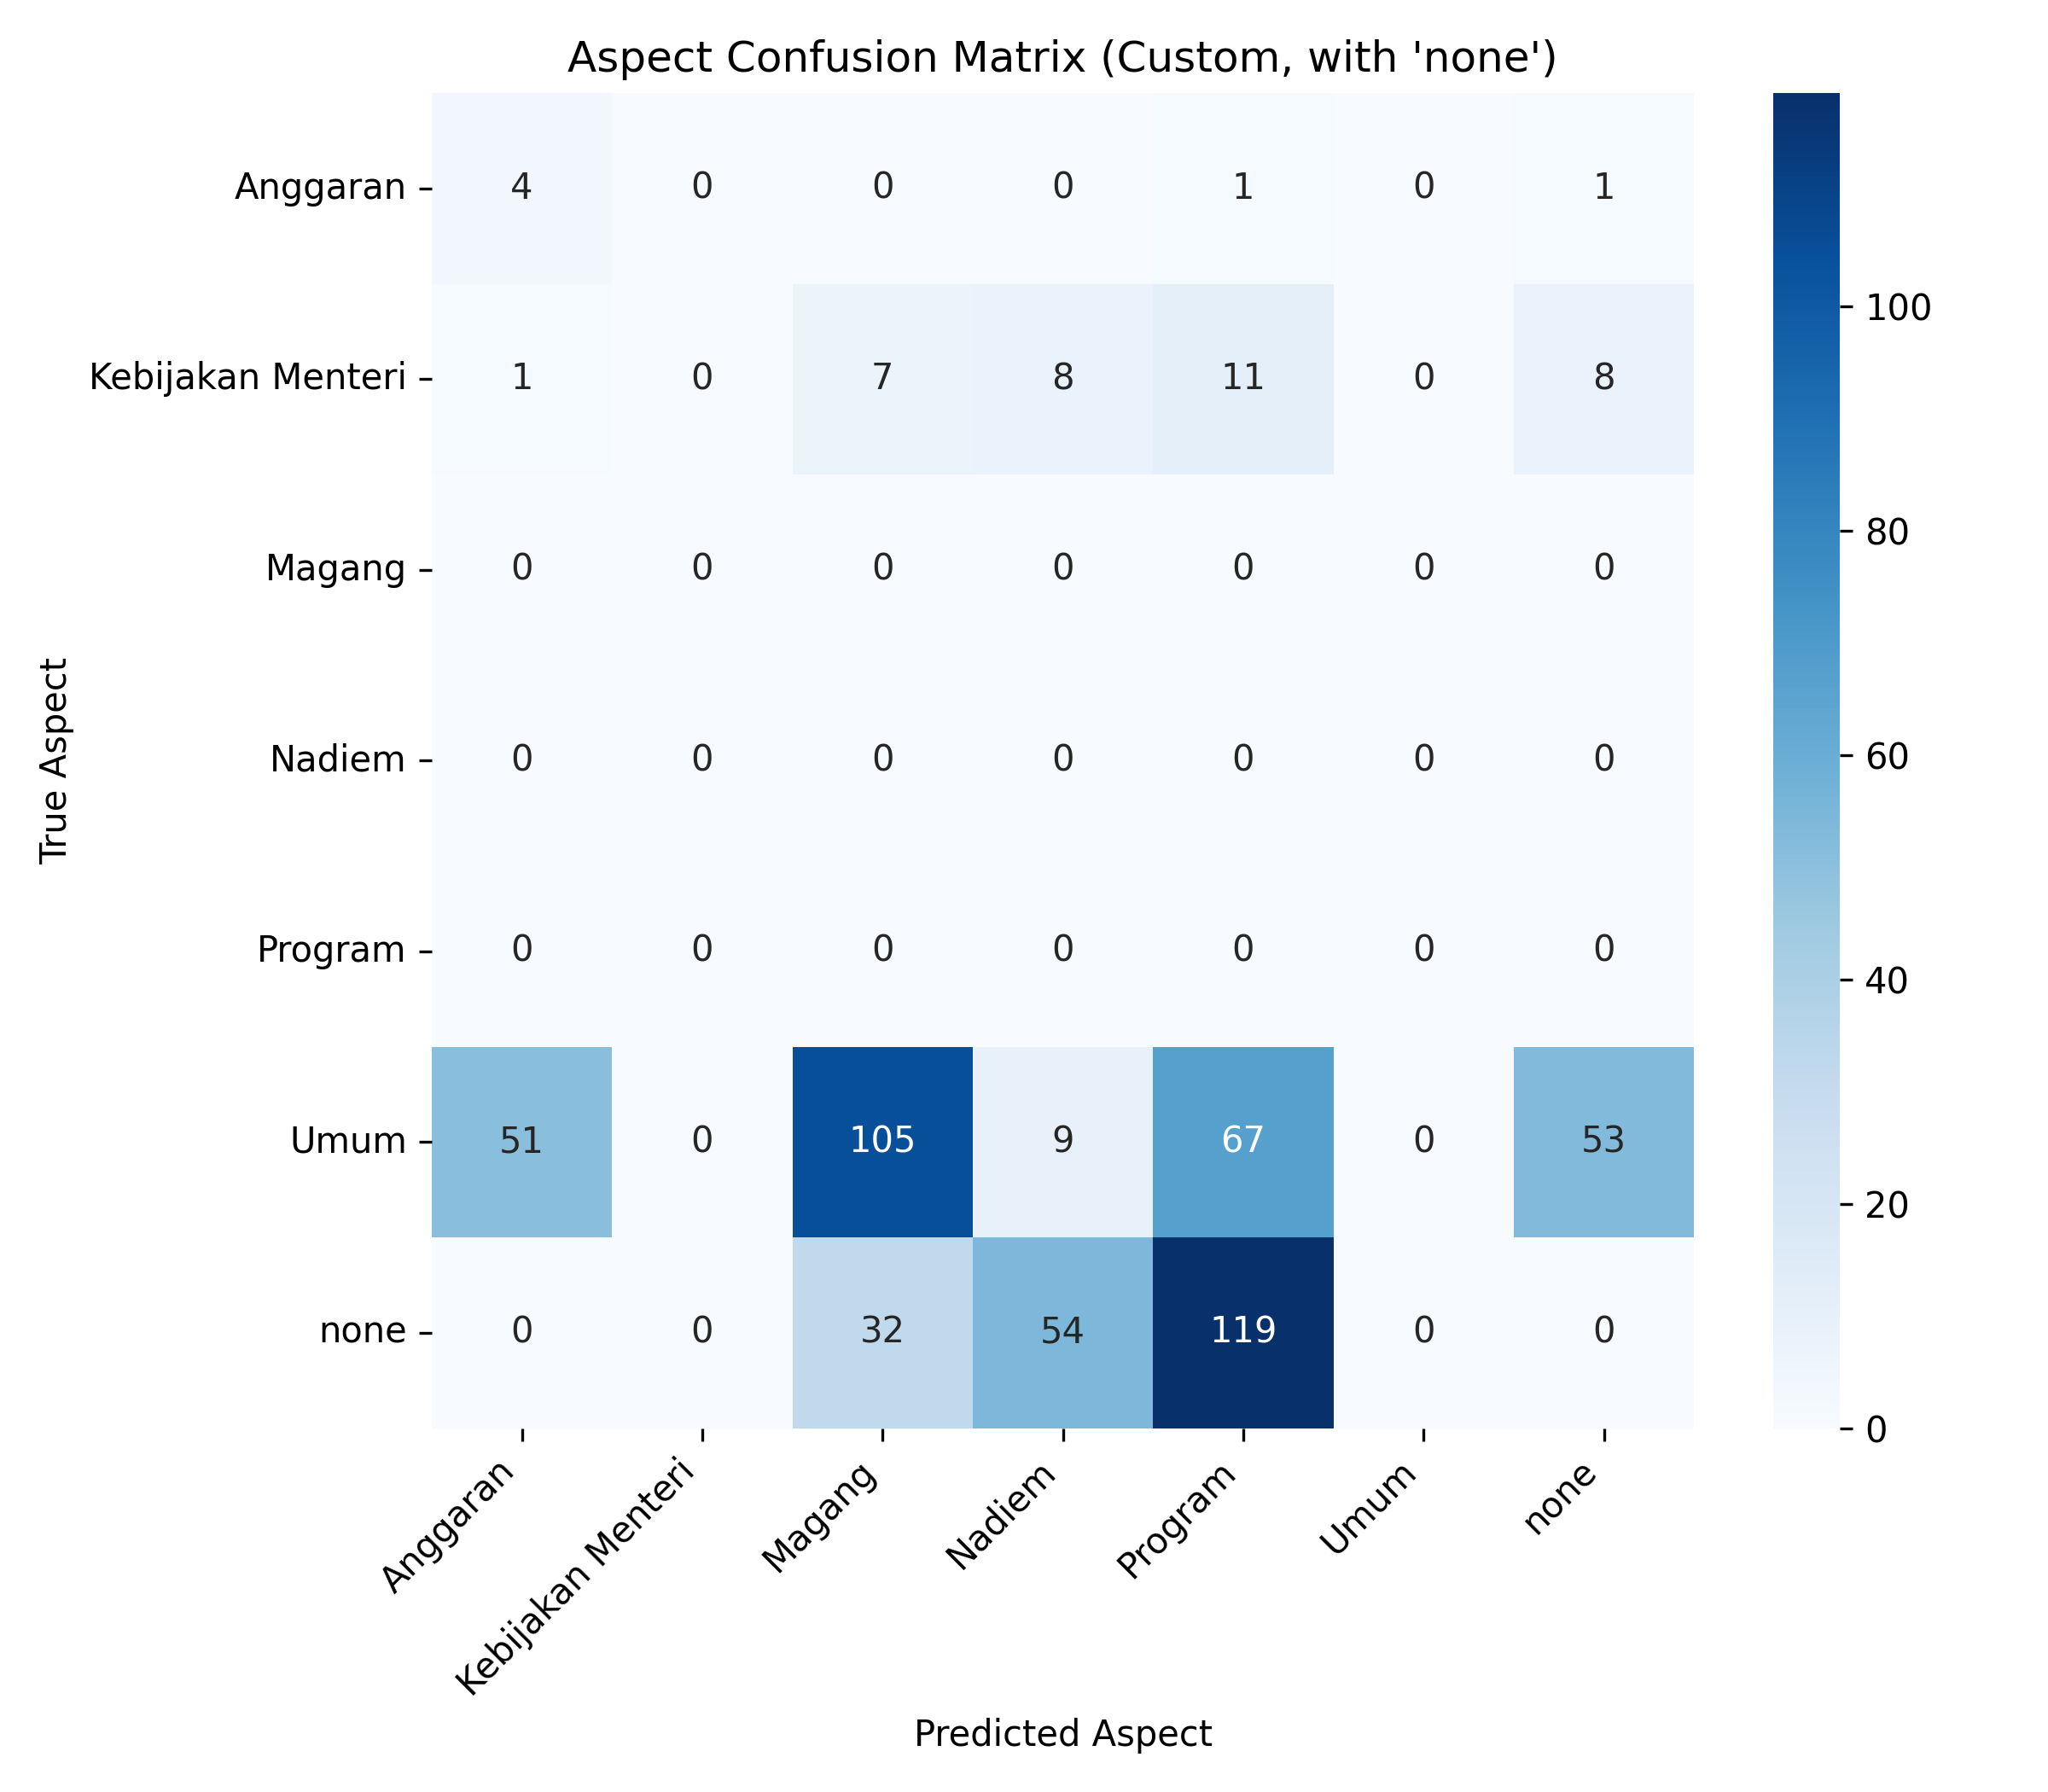 Aspect Confusion Matrix (Custom, with 'none')
True Aspect
Anggaran 4 0 0 0 1 0 1
Kebijakan Menteri 1 0 7 8 11 0 8
Magang 0 0 0 0 0 0 0
Nadiem 0 0 0 0 0 0 0
Program 0 0 0 0 0 0 0
Umum 51 0 105 9 67 0 53
none 0 0 32 54 119 0 0
Anggaran Kebijakan Menteri Magang Nadiem Program Umum none
Predicted Aspect
100
80
60
40
20
0